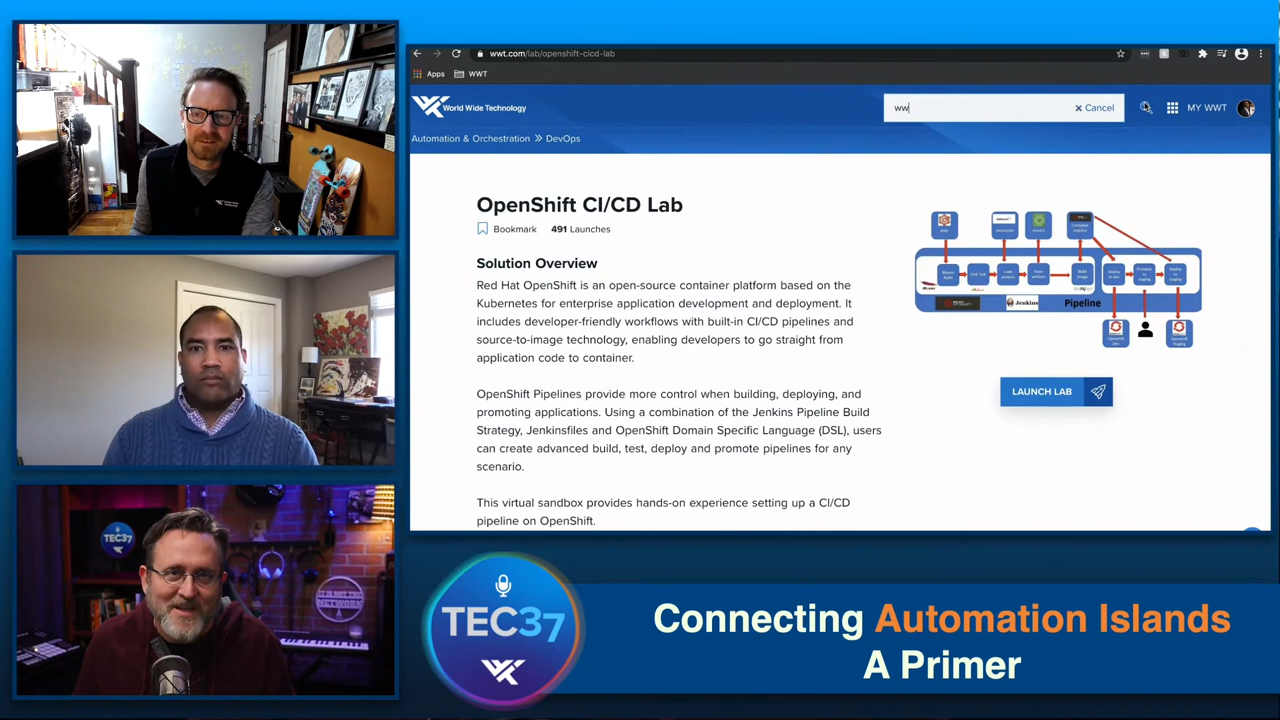 wwt.com/lab/openshift-cicd-lab
Apps
WWT
World Wide Technology
ww
Cancel
MY WWT
Automation & Orchestration
DevOps
OpenShift CI/CD Lab
Bookmark
491 Launches
Solution Overview
Red Hat OpenShift is an open-source container platform based on the
Kubernetes for enterprise application development and deployment. It
includes developer-friendly workflows with built-in CI/CD pipelines and
source-to-image technology, enabling developers to go straight from
application code to container.
OpenShift Pipelines provide more control when building, deploying, and
promoting applications. Using a combination of the Jenkins Pipeline Build
Strategy, Jenkinsfiles and OpenShift Domain Specific Language (DSL), users
can create advanced build, test, deploy and promote pipelines for any
scenario.
This virtual sandbox provides hands-on experience setting up a CI/CD
pipeline on OpenShift.
Jenkins
Pipeline
LAUNCH LAB
TEC37
TEC37
Connecting Automation Islands
A Primer